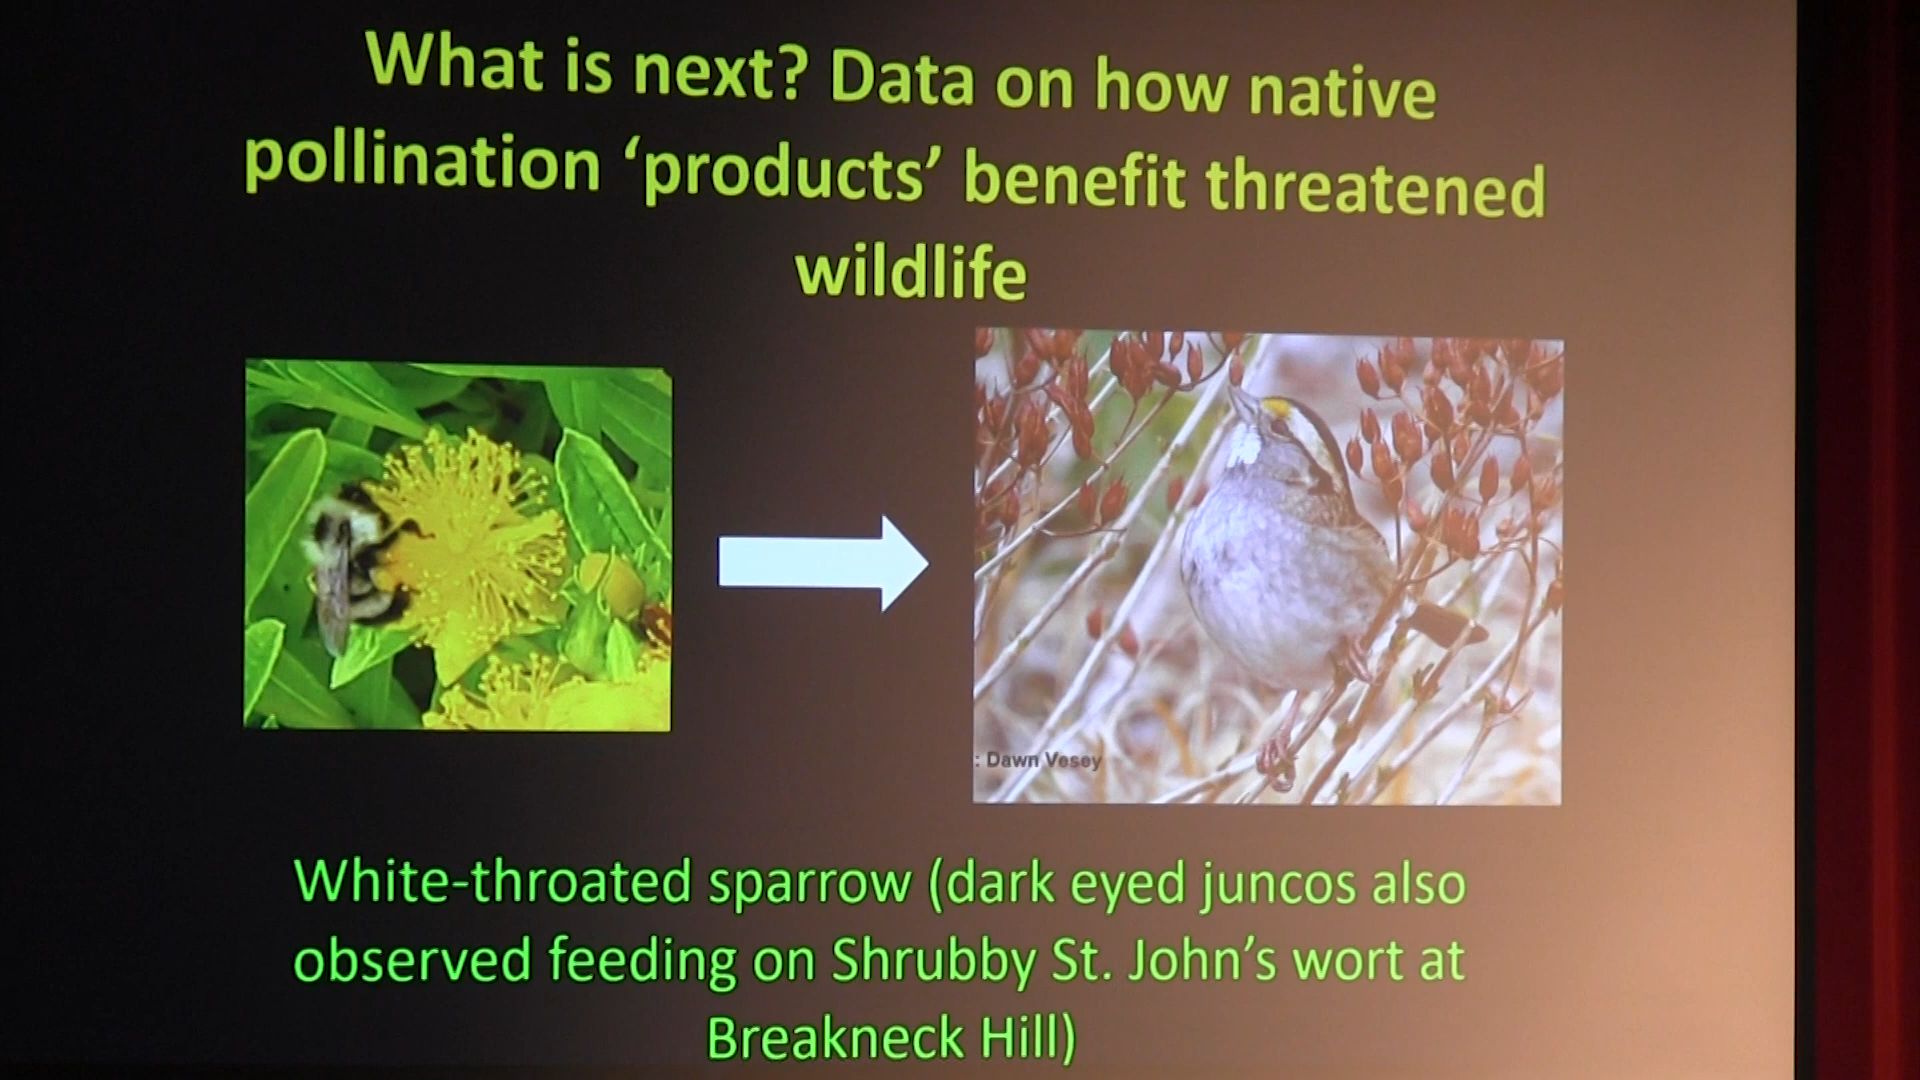 What is next? Data on how native
pollination ‘products’ benefit threatened
wildlife
: Dawn Vesey
White-throated sparrow (dark eyed juncos also
observed feeding on Shrubby St. John’s wort at
Breakneck Hill)